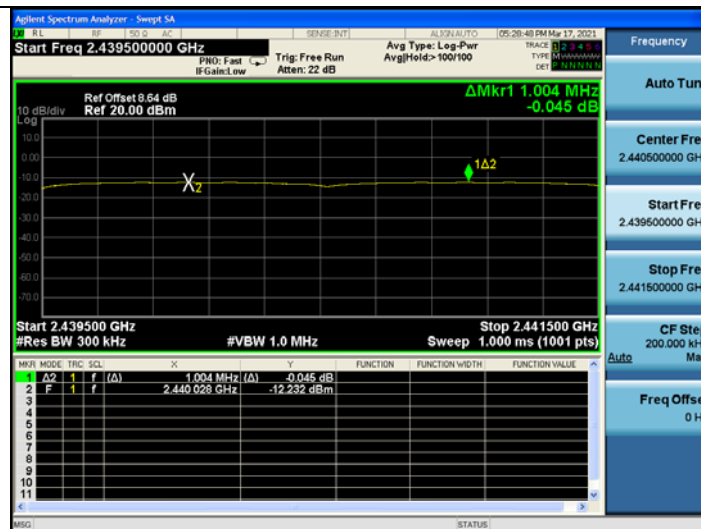 Agilent Spectrum Analyzer - Swept SA
RL RF 50 Ω AC SENSE:INT ALIGN AUTO 05:28:48 PM Mar 17, 2021
Start Freq 2.439500000 GHz
PNO: Fast
IFGain:Low
Trig: Free Run
Atten: 22 dB
Avg Type: Log-Pwr
Avg|Hold:>100/100
TRACE 1 2 3 4 5 6
TYPE M
DET P N N N N N
Ref Offset 8.64 dB
Ref 20.00 dBm
10 dB/div
Log
ΔMkr1 1.004 MHz
-0.045 dB
10.0
0.00
-10.0
-20.0
-30.0
-40.0
-50.0
-60.0
-70.0
X2
1Δ2
Start 2.439500 GHz
Stop 2.441500 GHz
#Res BW 300 kHz
#VBW 1.0 MHz
Sweep 1.000 ms (1001 pts)
MKR MODE TRC SCL X Y FUNCTION FUNCTION WIDTH FUNCTION VALUE
1 Δ2 1 f (Δ) 1.004 MHz (Δ) -0.045 dB
2 F 1 f 2.440 028 GHz -12.232 dBm
3
4
5
6
7
8
9
10
11
MSG
STATUS
Frequency
Auto Tun
Center Fre
2.440500000 GH
Start Fre
2.439500000 GH
Stop Fre
2.441500000 GH
CF Ste
200.000 kH
Auto Ma
Freq Offse
0 H